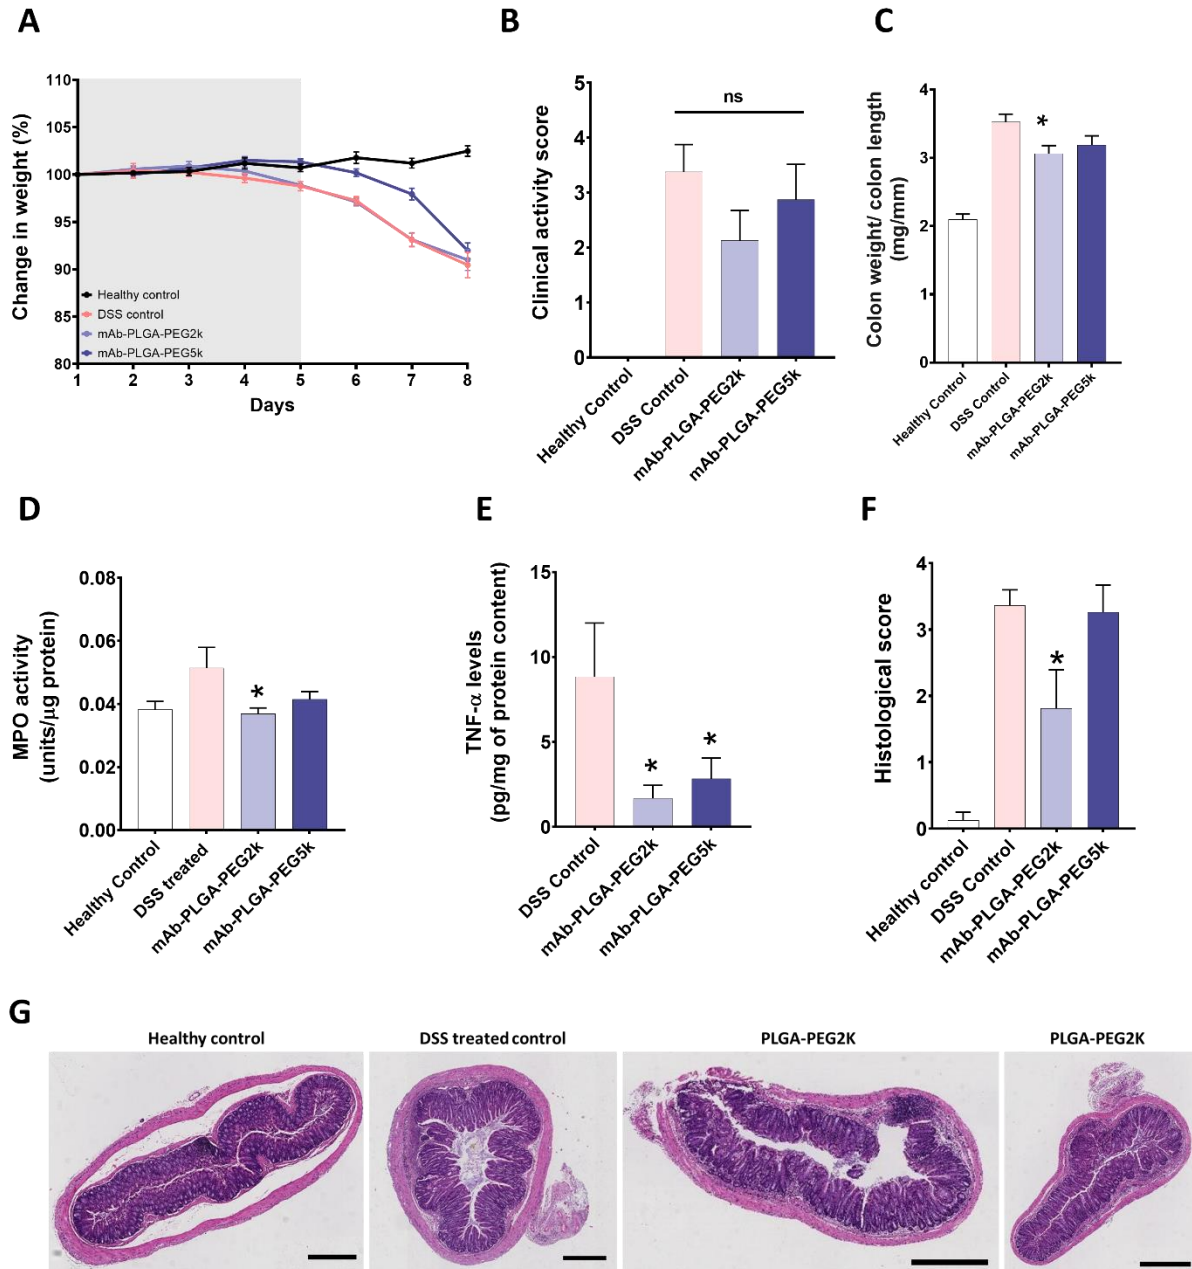 A
B
C
110
105
100
95
90
85
80
Change in weight (%)
Healthy control
DSS control
mAb-PLGA-PEG2k
mAb-PLGA-PEG5k
1 2 3 4 5 6 7 8
Days
5
4
3
2
1
0
Clinical activity score
ns
Healthy Control
DSS Control
mAb-PLGA-PEG2k
mAb-PLGA-PEG5k
4
3
2
1
0
Colon weight/ colon length
(mg/mm)
*
Healthy Control
DSS Control
mAb-PLGA-PEG2k
mAb-PLGA-PEG5k
D
E
F
0.08
0.06
0.04
0.02
0.00
MPO activity
(units/µg protein)
*
Healthy Control
DSS treated
mAb-PLGA-PEG2k
mAb-PLGA-PEG5k
15
10
5
0
TNF-α levels
(pg/mg of protein content)
*
*
DSS Control
mAb-PLGA-PEG2k
mAb-PLGA-PEG5k
4
3
2
1
0
Histological score
*
Healthy control
DSS Control
mAb-PLGA-PEG2k
mAb-PLGA-PEG5k
G
Healthy control
DSS treated control
PLGA-PEG2K
PLGA-PEG2K